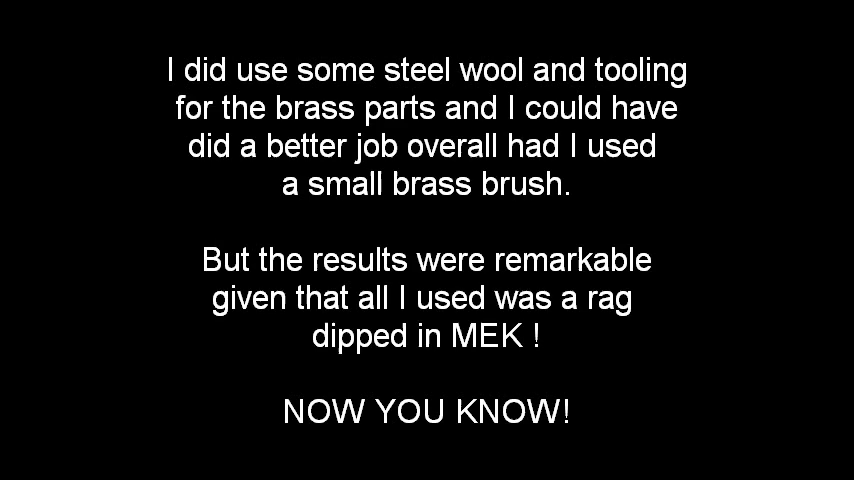 I did use some steel wool and tooling
for the brass parts and I could have
did a better job overall had I used
a small brass brush.
But the results were remarkable
given that all I used was a rag
dipped in MEK !
NOW YOU KNOW!